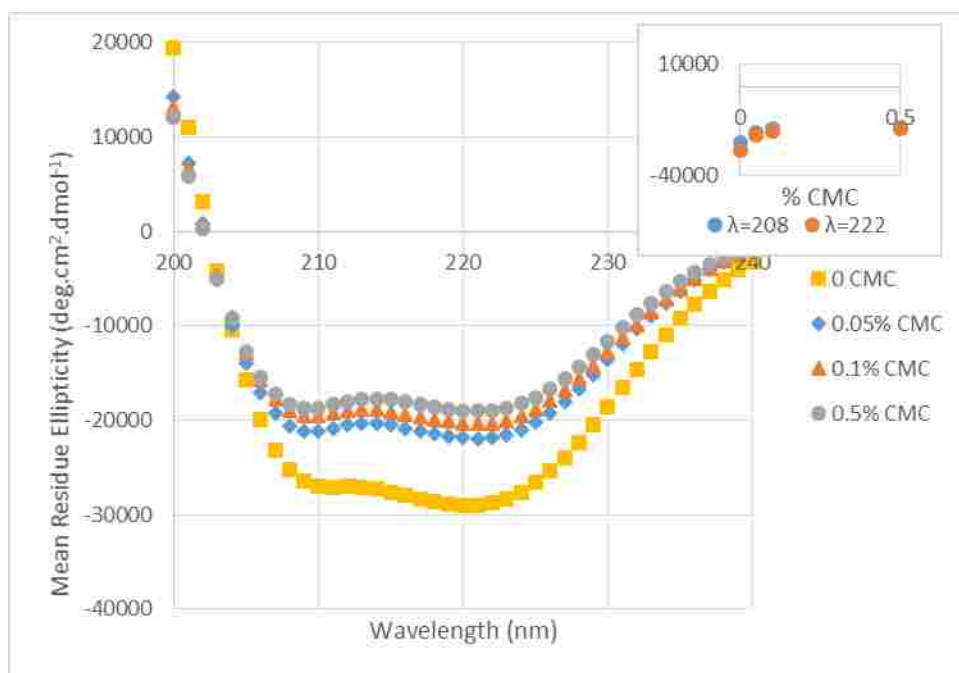 20000
10000
0
-10000
-20000
-30000
-40000
200
210
220
230
240
Mean Residue Ellipticity (deg.cm².dmol⁻¹)
Wavelength (nm)
10000
-40000
0
0.5
% CMC
λ=208
λ=222
0 CMC
0.05% CMC
0.1% CMC
0.5% CMC